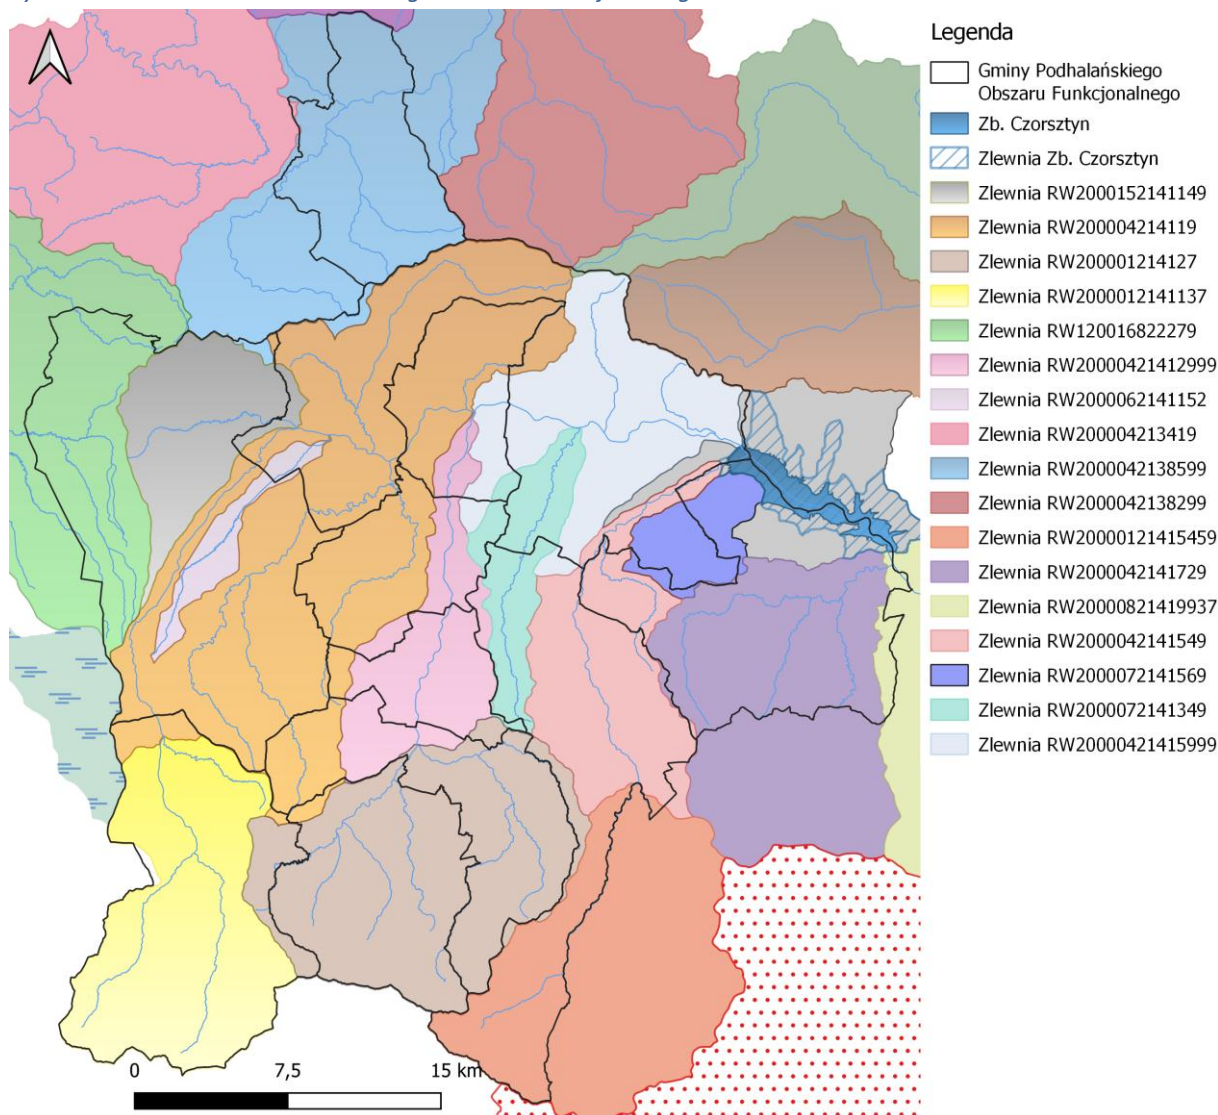 Legenda
Gminy Podhalańskiego
Obszaru Funkcjonalnego
Zb. Czorsztyn
Zlewnia Zb. Czorsztyn
Zlewnia RW2000152141149
Zlewnia RW200004214119
Zlewnia RW200001214127
Zlewnia RW2000012141137
Zlewnia RW120016822279
Zlewnia RW20000421412999
Zlewnia RW2000062141152
Zlewnia RW200004213419
Zlewnia RW2000042138599
Zlewnia RW2000042138299
Zlewnia RW20000121415459
Zlewnia RW2000042141729
Zlewnia RW20000821419937
Zlewnia RW2000042141549
Zlewnia RW2000072141569
Zlewnia RW2000072141349
Zlewnia RW20000421415999
0 7,5 15 km